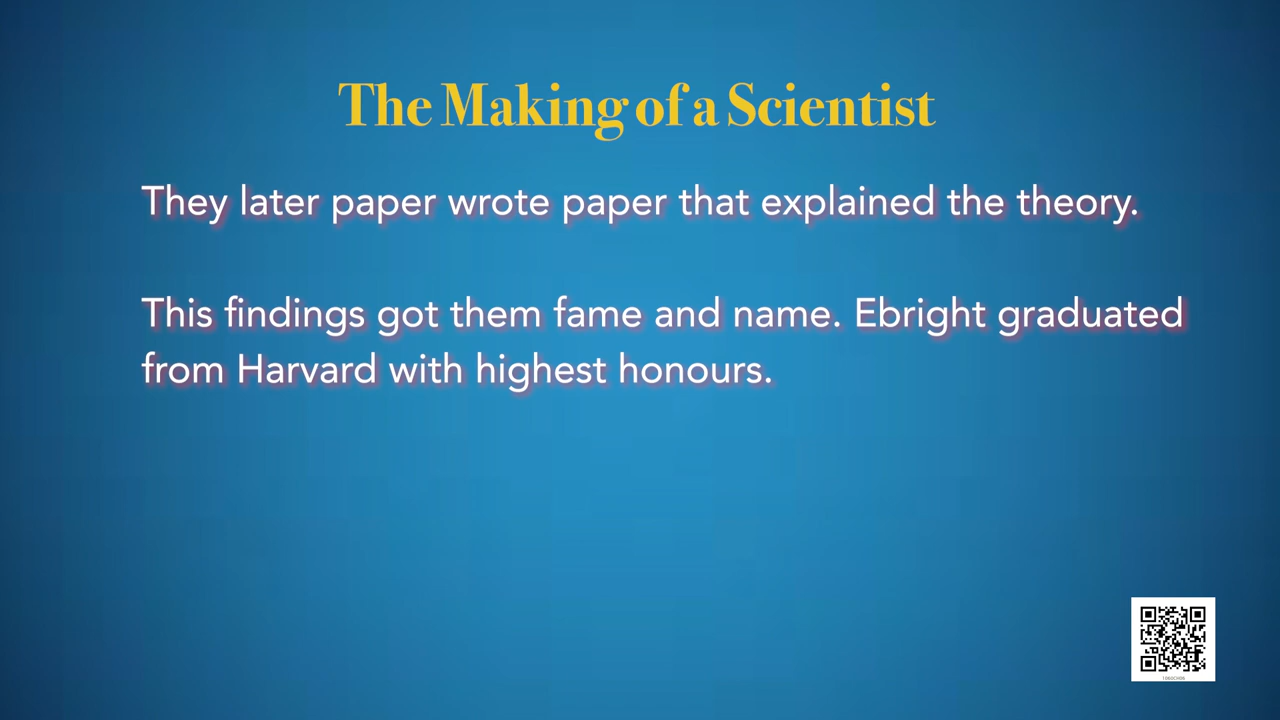 The Making of a Scientist
They later paper wrote paper that explained the theory.
This findings got them fame and name. Ebright graduated
from Harvard with highest honours.